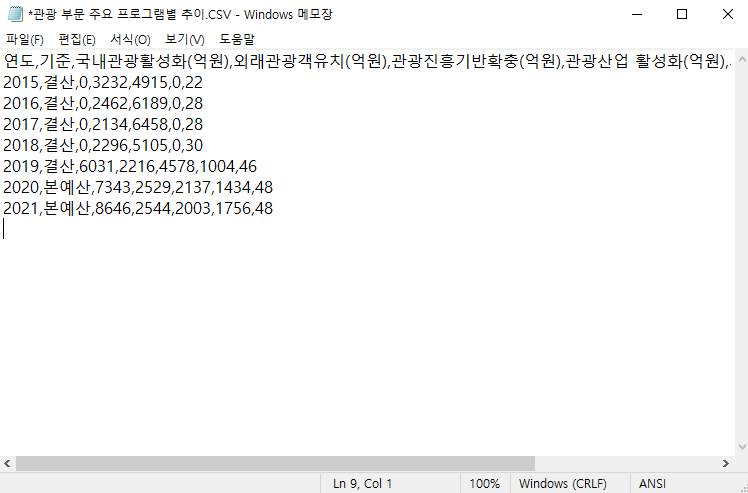 *관광 부문 주요 프로그램별 추이.CSV - Windows 메모장
파일(F) 편집(E) 서식(O) 보기(V) 도움말
연도,기준,국내관광활성화(억원),외래관광객유치(억원),관광진흥기반확충(억원),관광산업 활성화(억원),
2015,결산,0,3232,4915,0,22
2016,결산,0,2462,6189,0,28
2017,결산,0,2134,6458,0,28
2018,결산,0,2296,5105,0,30
2019,결산,6031,2216,4578,1004,46
2020,본예산,7343,2529,2137,1434,48
2021,본예산,8646,2544,2003,1756,48
Ln 9, Col 1 100% Windows (CRLF) ANSI